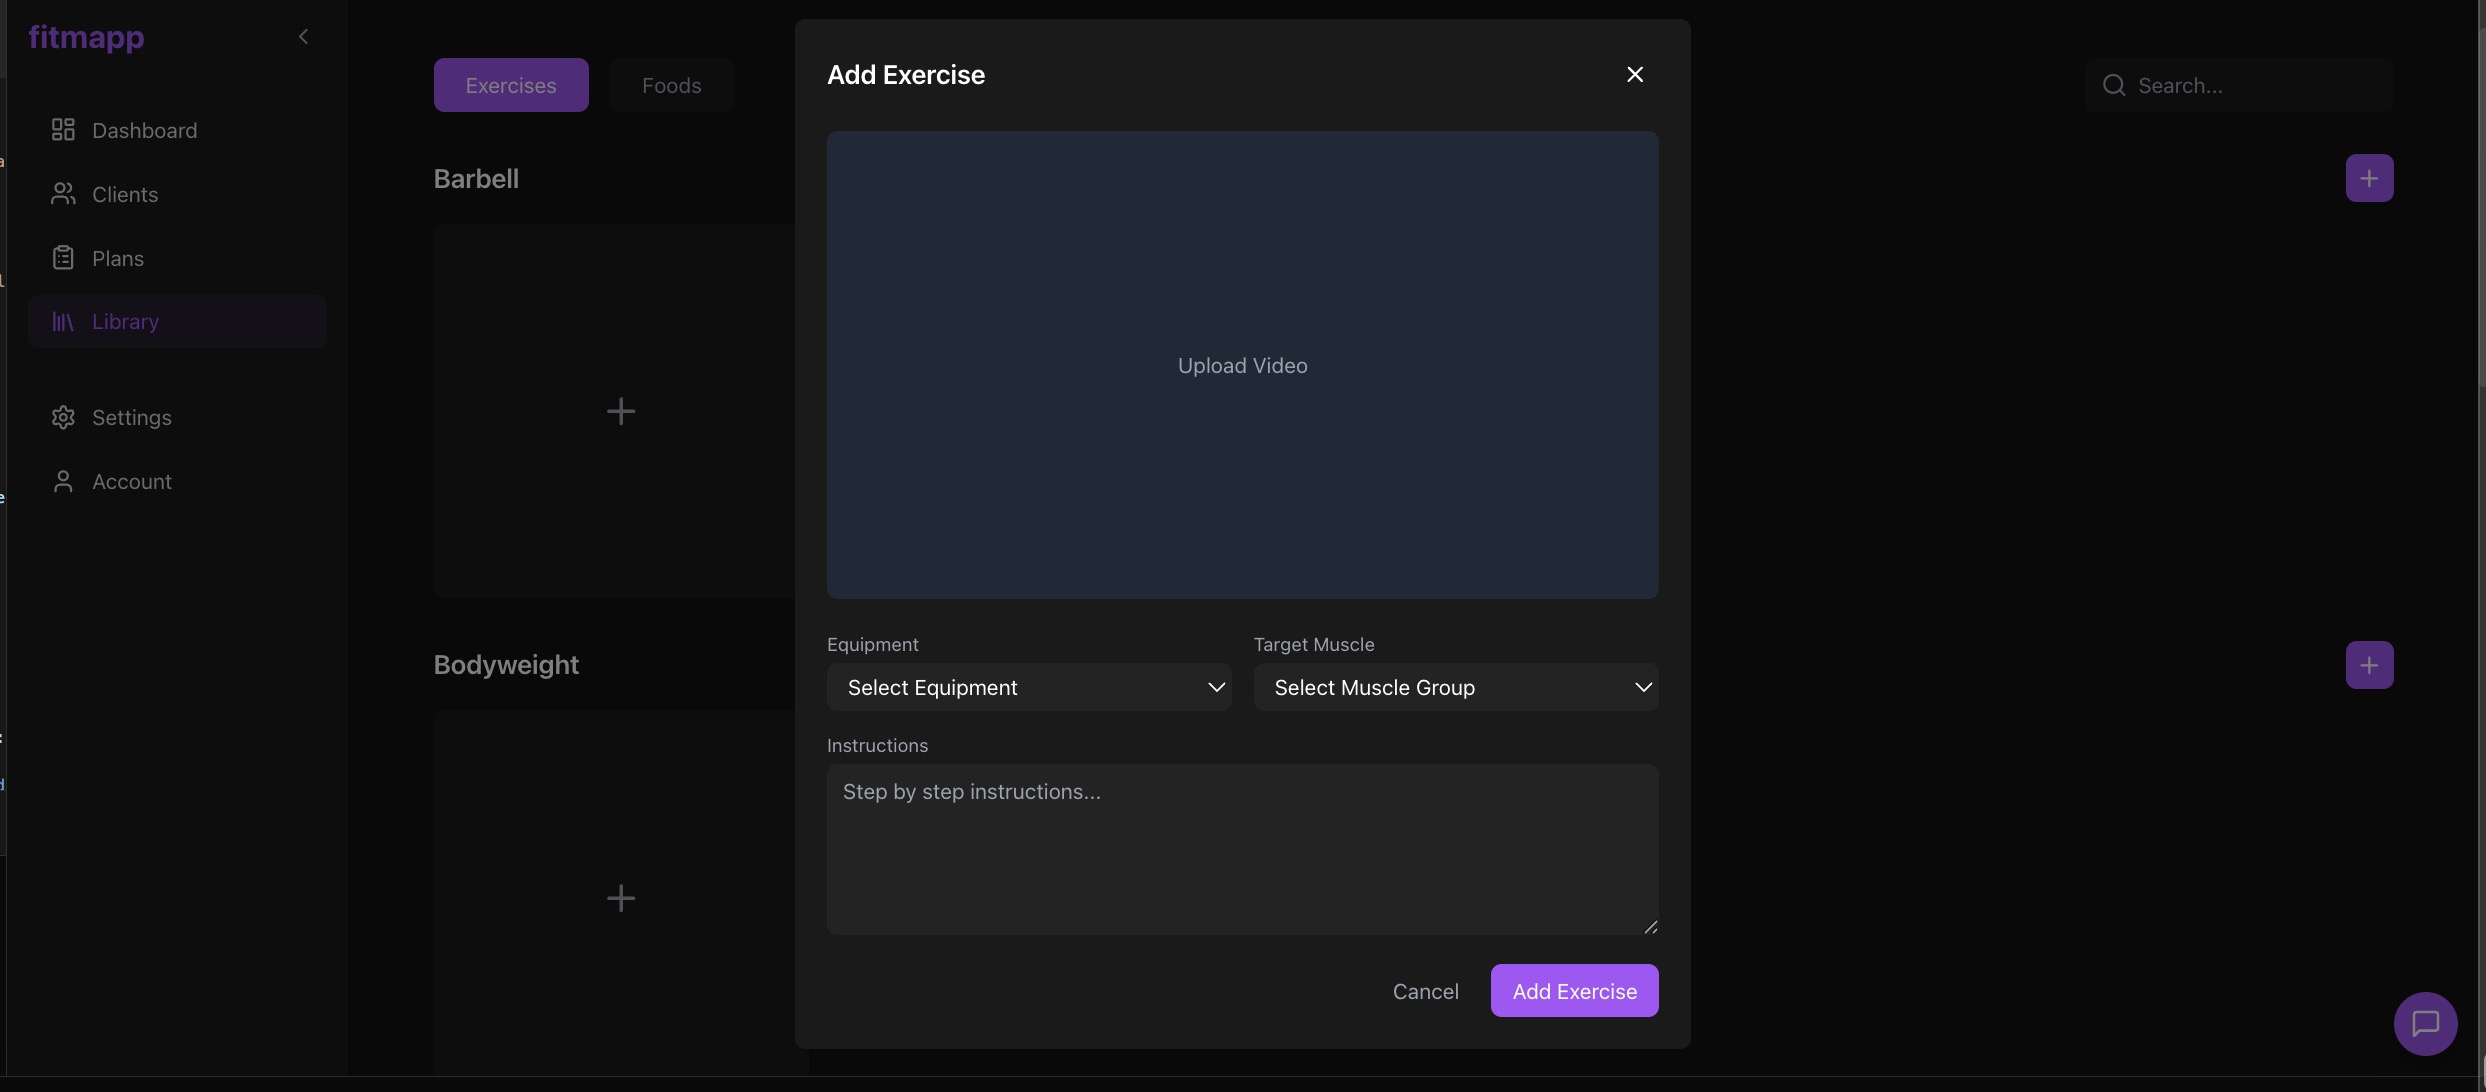 fitmapp
Dashboard
Clients
Plans
Library
Settings
Account
Exercises
Foods
Search...
Barbell
Bodyweight
Add Exercise
Upload Video
Equipment
Target Muscle
Select Equipment
Select Muscle Group
Instructions
Step by step instructions...
Cancel
Add Exercise